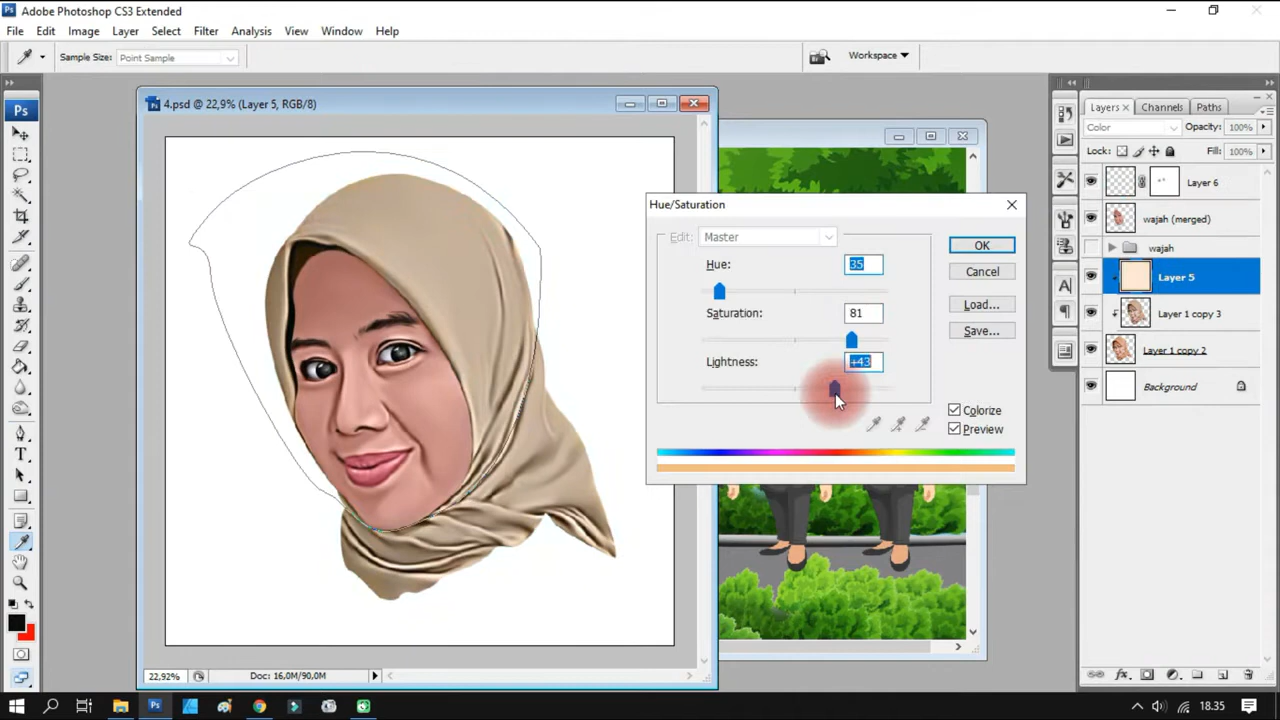 Ps Adobe Photoshop CS3 Extended
File Edit Image Layer Select Filter Analysis View Window Help
Sample Size: Point Sample
Workspace
Ps
4.psd @ 22,9% (Layer 5, RGB/8)
Layers Channels Paths
Color Opacity: 100%
Lock: Fill: 100%
Layer 6
wajah (merged)
wajah
Layer 5
Layer 1 copy 3
Layer 1 copy 2
Background
Hue/Saturation
Edit: Master
OK
Hue: 35
Cancel
Load...
Saturation: 81
Save...
Lightness: +43
Colorize
Preview
T
A
22,92% Doc: 16,0M/90,0M
Ps
18.35